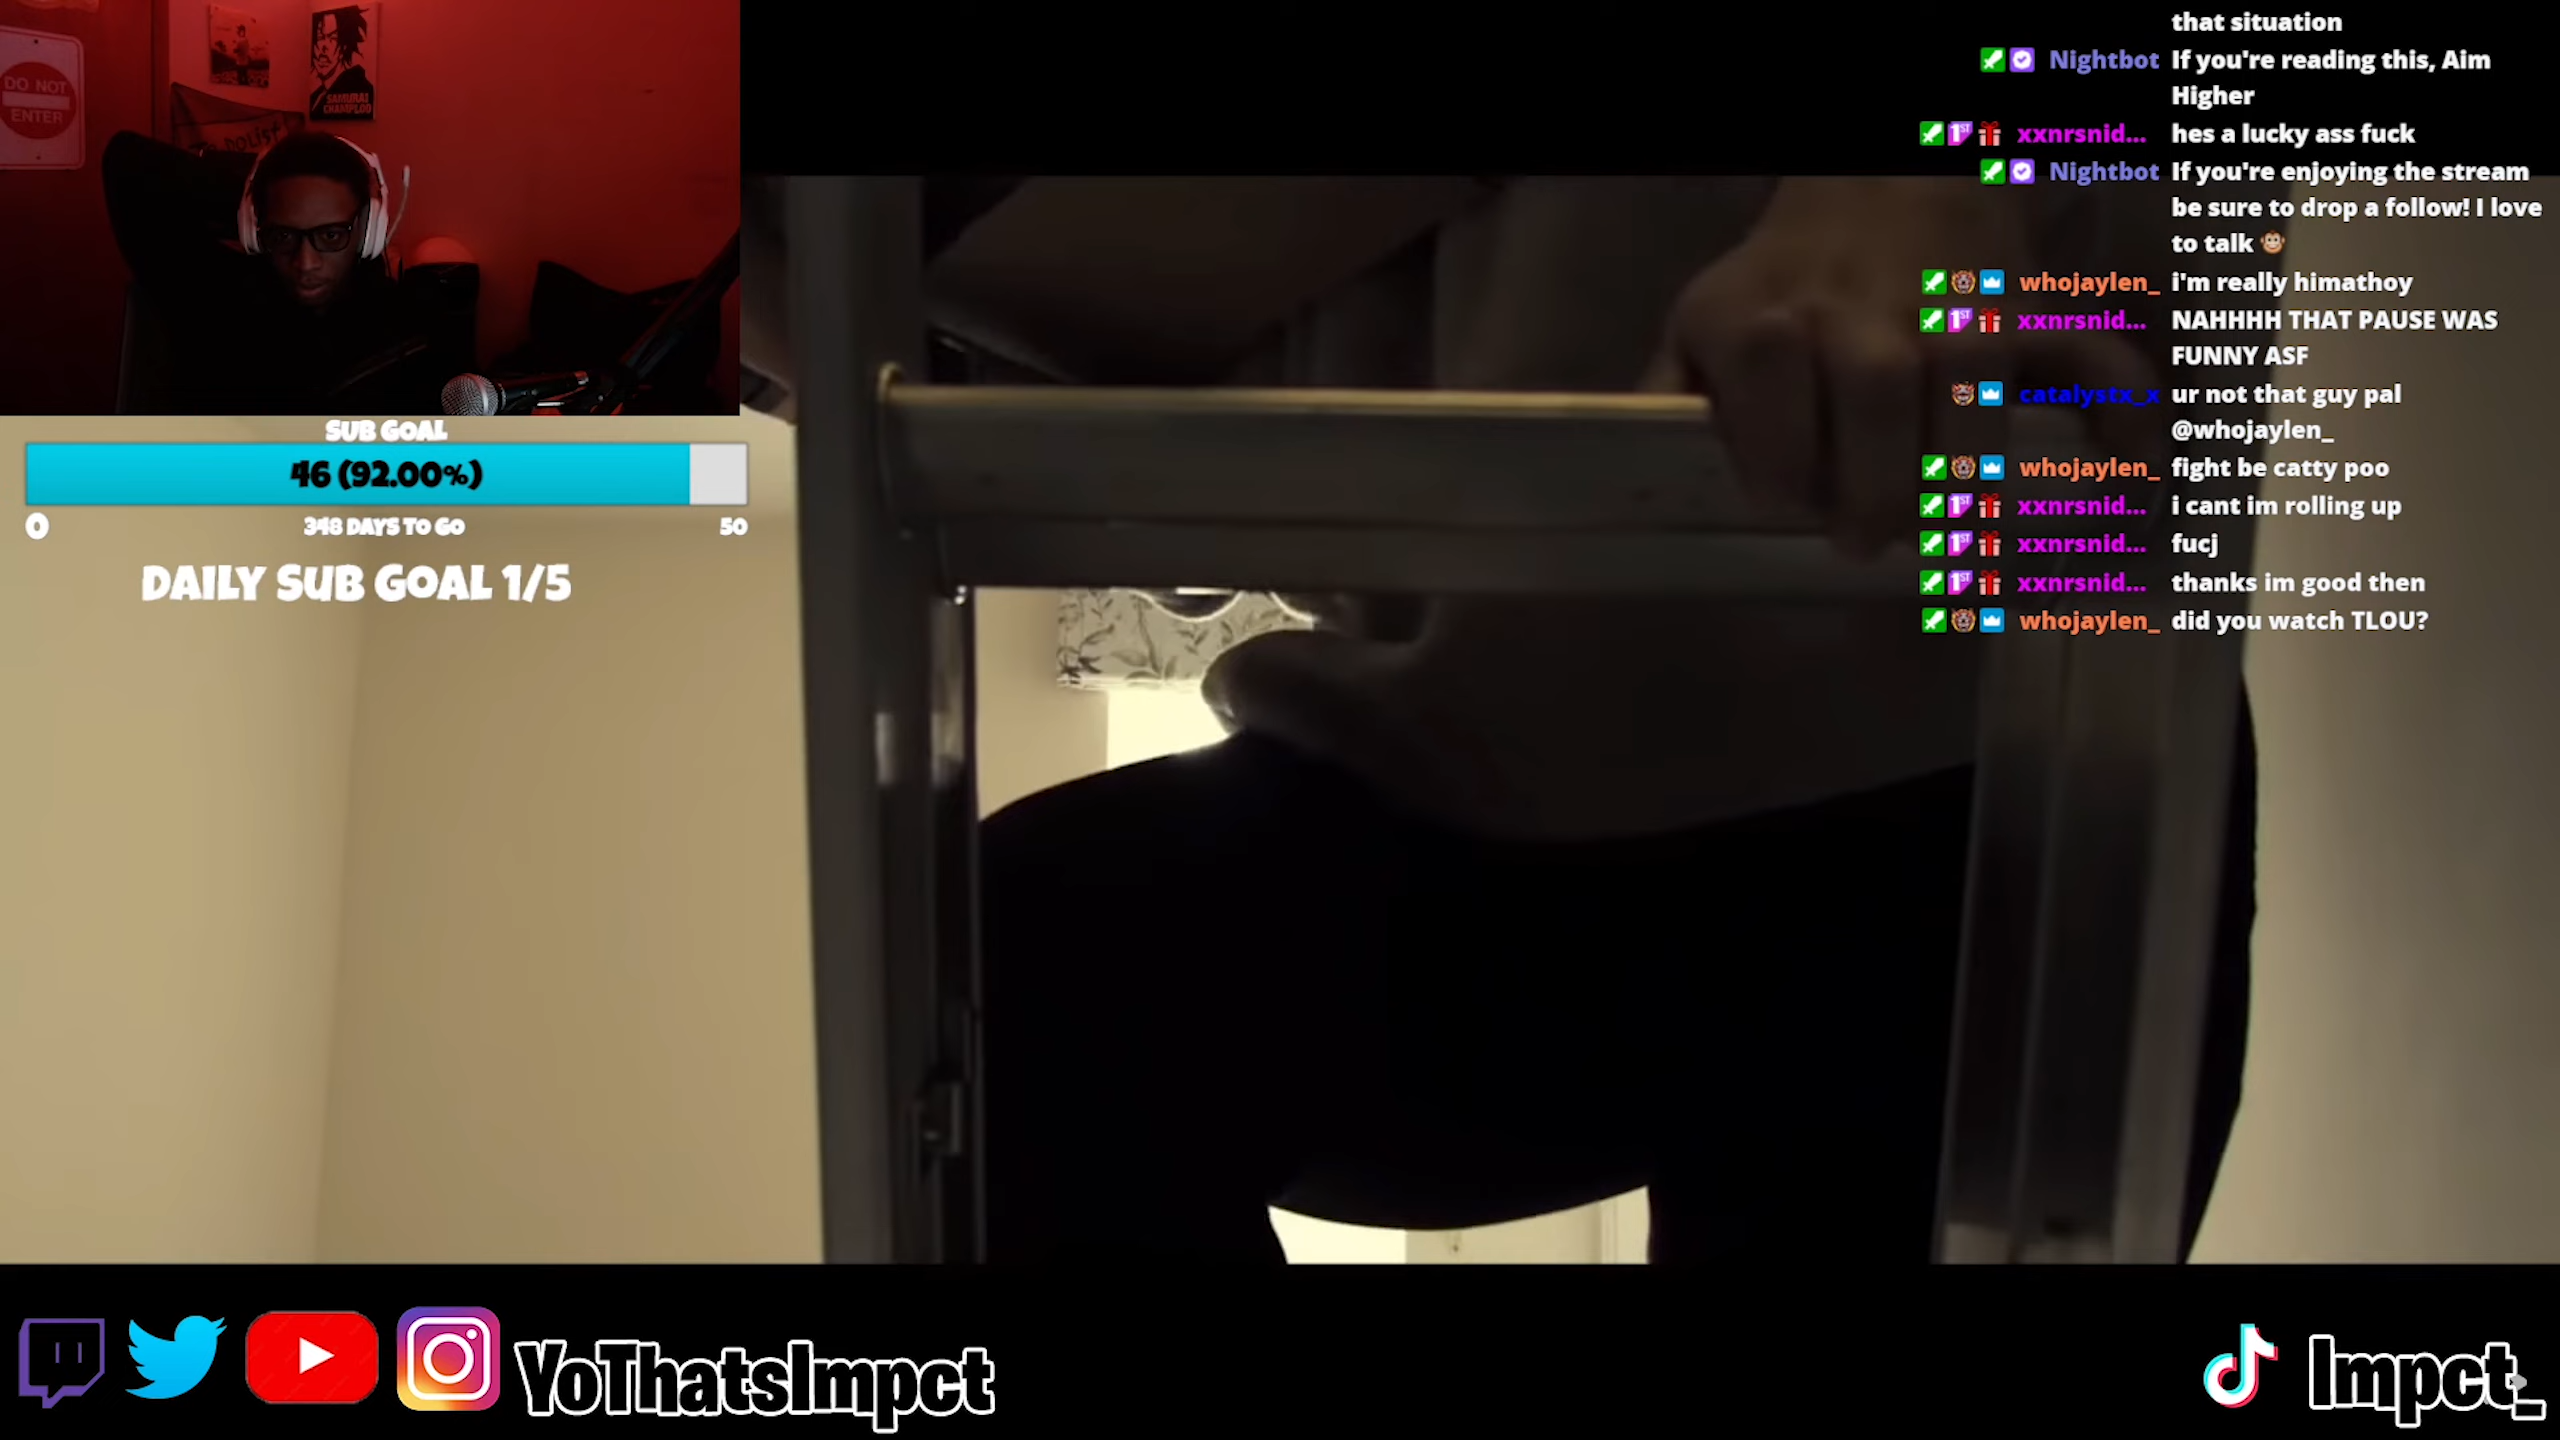 DO NOT
ENTER
SAMURAI
CHAMPLOO
SUB GOAL
46 (92.00%)
0
348 DAYS TO GO
50
DAILY SUB GOAL 1/5
that situation
Nightbot If you're reading this, Aim
Higher
xxnrsnid... hes a lucky ass fuck
Nightbot If you're enjoying the stream
be sure to drop a follow! I love
to talk 🐵
whojaylen_ i'm really himathoy
xxnrsnid... NAHHHH THAT PAUSE WAS
FUNNY ASF
catalystx_x ur not that guy pal
@whojaylen_
whojaylen_ fight be catty poo
xxnrsnid... i cant im rolling up
xxnrsnid... fucj
xxnrsnid... thanks im good then
whojaylen_ did you watch TLOU?
YoThatsImpct
Impct_